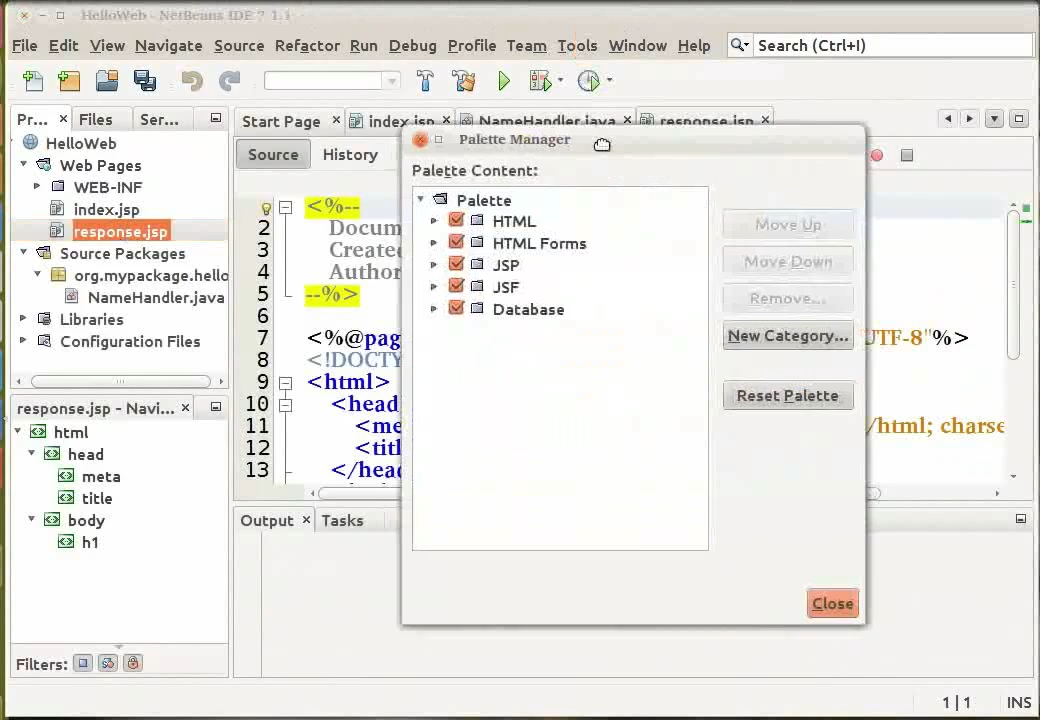 HelloWeb - NetBeans IDE 7.1.1
File Edit View Navigate Source Refactor Run Debug Profile Team Tools Window Help Search (Ctrl+I)
Pr... Files Ser...
HelloWeb
Web Pages
WEB-INF
index.jsp
response.jsp
Source Packages
org.mypackage.hello
NameHandler.java
Libraries
Configuration Files
response.jsp - Navi...
html
head
meta
title
body
h1
Filters:
Start Page index.jsp NameHandler.java response.jsp
Source History
<%--
2 Docum
3 Created
4 Author
5 --%>
6
7 <%@pag UTF-8"%>
8 <!DOCTY
9 <html>
10 <head
11 <me /html; charse
12 <titl
13 </head
Palette Manager
Palette Content:
Palette
HTML
HTML Forms
JSP
JSF
Database
Move Up
Move Down
Remove...
New Category...
Reset Palette
Close
Output Tasks
1 | 1 INS